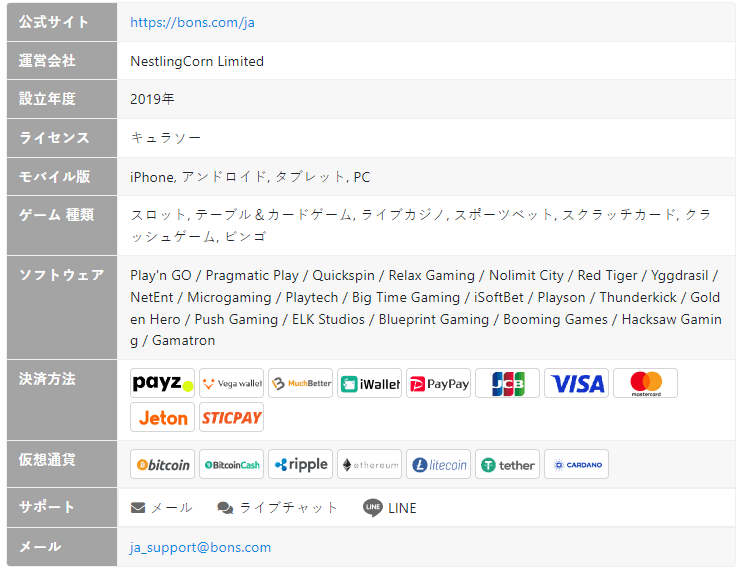 公式サイト
https://bons.com/ja
運営会社
NestlingCorn Limited
設立年度
2019年
ライセンス
キュラソー
モバイル版
iPhone, アンドロイド, タブレット, PC
ゲーム 種類
スロット, テーブル＆カードゲーム, ライブカジノ, スポーツベット, スクラッチカード, クラ
ッシュゲーム, ビンゴ
ソフトウェア
Play'n GO / Pragmatic Play / Quickspin / Relax Gaming / Nolimit City / Red Tiger / Yggdrasil /
NetEnt / Microgaming / Playtech / Big Time Gaming / iSoftBet / Playson / Thunderkick / Gold
en Hero / Push Gaming / ELK Studios / Blueprint Gaming / Booming Games / Hacksaw Gamin
g / Gamatron
決済方法
payz Vega wallet MuchBetter iWallet PayPay JCB VISA mastercard
Jeton STICPAY
仮想通貨
bitcoin BitcoinCash ripple ethereum litecoin tether CARDANO
サポート
メール ライブチャット LINE LINE
メール
ja_support@bons.com